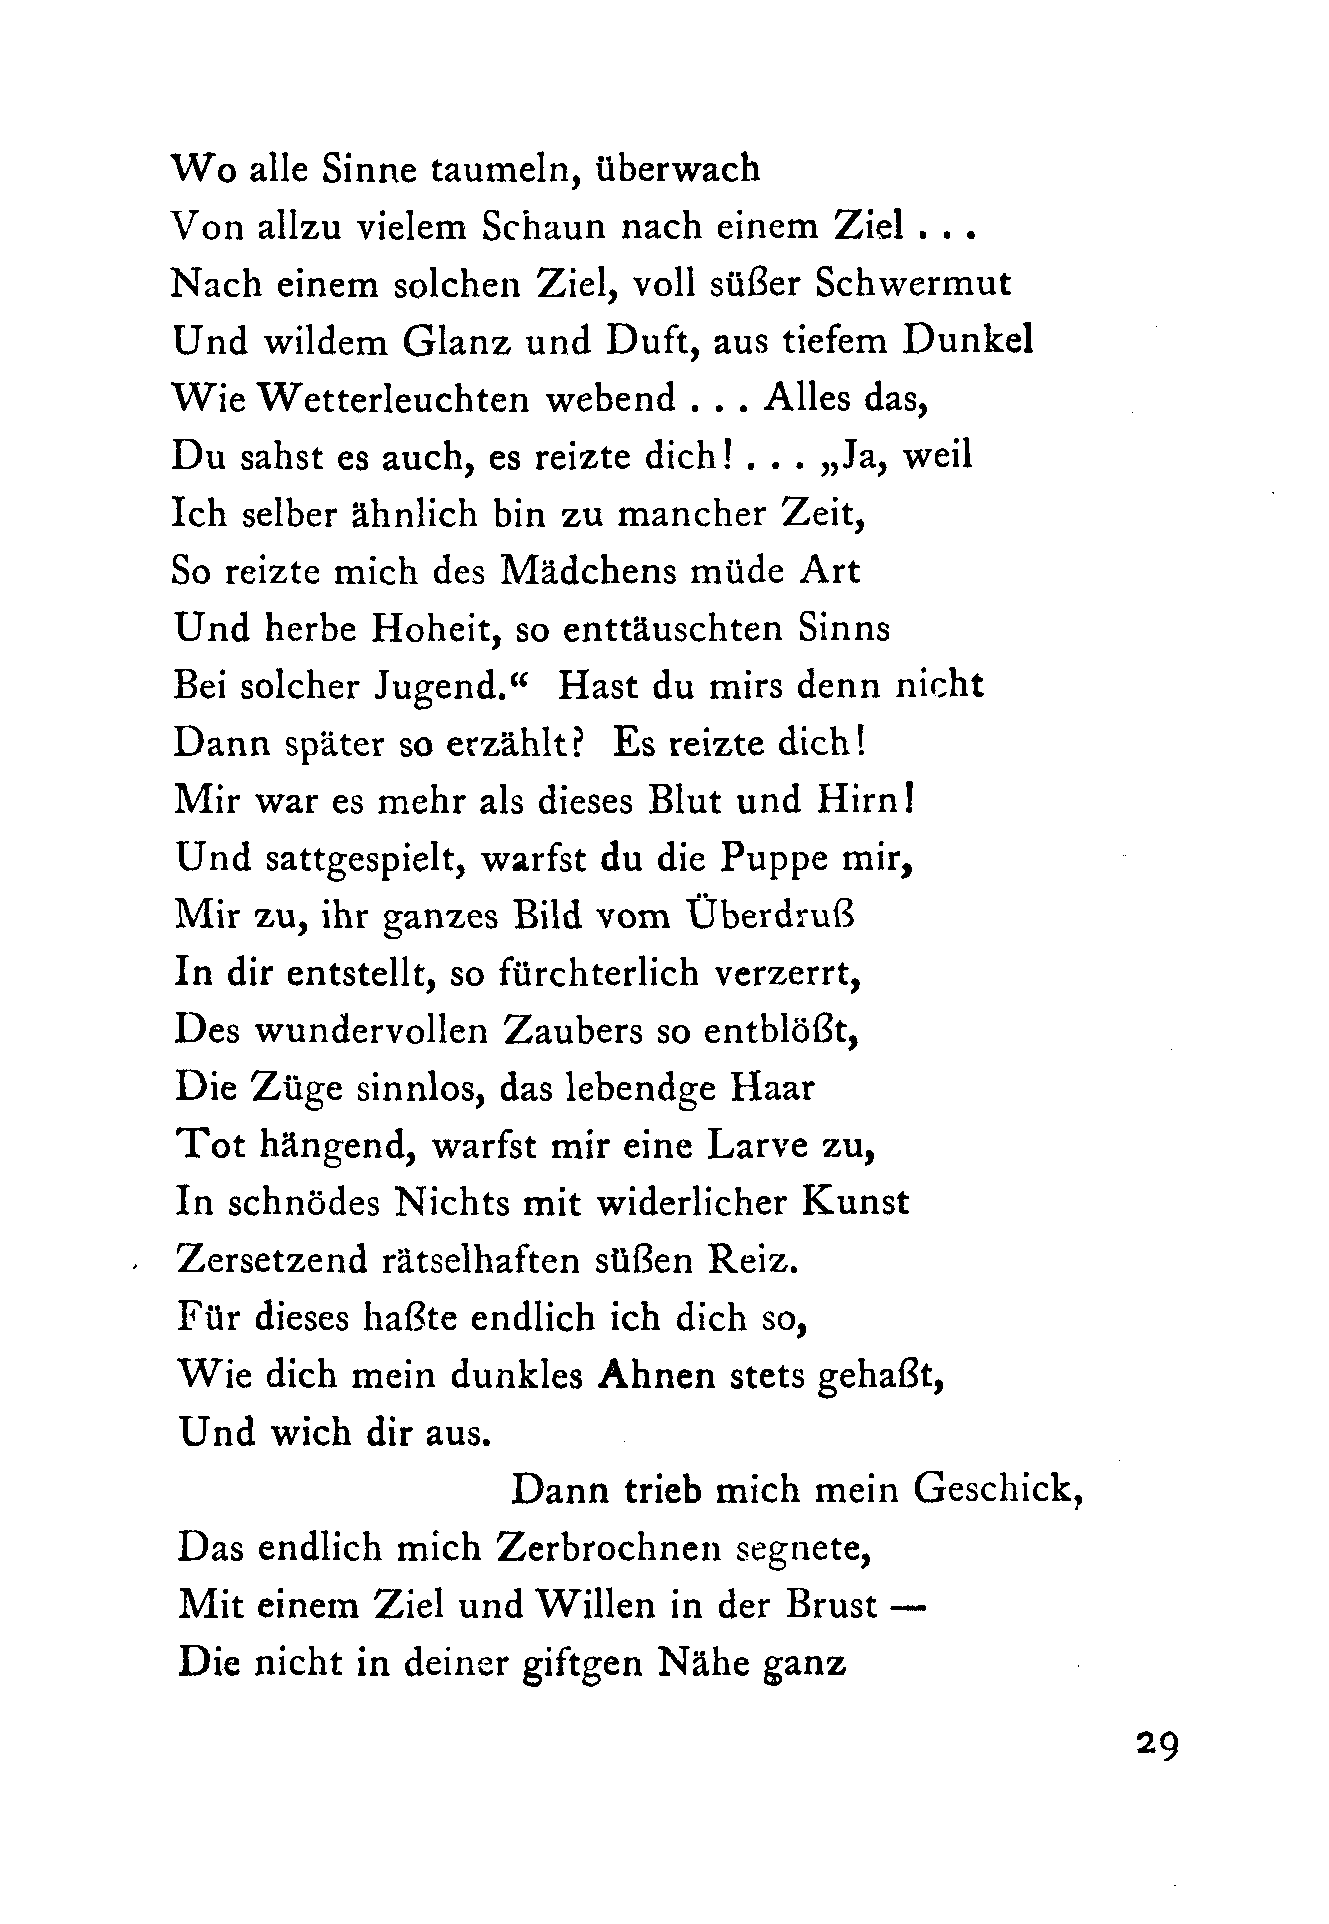 Wo alle Sinne taumeln, überwach
Von allzu vielem Schaun nach einem Ziel . . .
Nach einem solchen Ziel, voll süßer Schwermut
Und wildem Glanz und Duft, aus tiefem Dunkel
Wie Wetterleuchten webend . . . Alles das,
Du sahst es auch, es reizte dich! . . . „Ja, weil
Ich selber ähnlich bin zu mancher Zeit,
So reizte mich des Mädchens müde Art
Und herbe Hoheit, so enttäuschten Sinns
Bei solcher Jugend.“ Hast du mirs denn nicht
Dann später so erzählt? Es reizte dich!
Mir war es mehr als dieses Blut und Hirn!
Und sattgespielt, warfst du die Puppe mir,
Mir zu, ihr ganzes Bild vom Überdruß
In dir entstellt, so fürchterlich verzerrt,
Des wundervollen Zaubers so entblößt,
Die Züge sinnlos, das lebendge Haar
Tot hängend, warfst mir eine Larve zu,
In schnödes Nichts mit widerlicher Kunst
Zersetzend rätselhaften süßen Reiz.
Für dieses haßte endlich ich dich so,
Wie dich mein dunkles Ahnen stets gehaßt,
Und wich dir aus.
Dann trieb mich mein Geschick,
Das endlich mich Zerbrochnen segnete,
Mit einem Ziel und Willen in der Brust —
Die nicht in deiner giftgen Nähe ganz
29